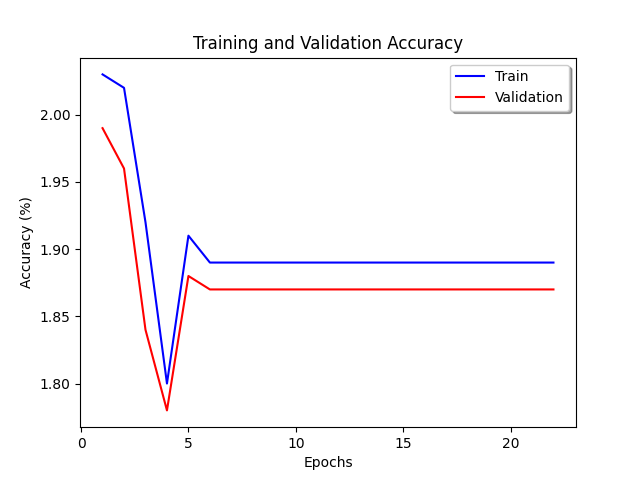 Training and Validation Accuracy
Train
Validation
2.00
1.95
1.90
1.85
1.80
Accuracy (%)
0 5 10 15 20
Epochs